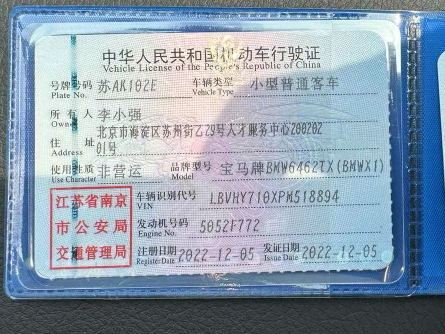 中华人民共和国机动车行驶证
Vehicle License of the People's Republic of China
号牌号码 苏AK102E 车辆类型 小型普通客车
Plate No. Vehicle Type
所有人 李小强
Owner
北京市海淀区苏州街乙29号人才服务中心200202
住址 01号
Address
使用性质 非营运 品牌型号 宝马牌BMW6462TX(BMWX1)
Use Character Model
江苏省南京
市公安局
交通管理局
车辆识别代号 LBVHY710XPM518894
VIN
发动机号码 5052F772
Engine No.
注册日期 2022-12-05 发证日期 2022-12-05
Register Date Issue Date